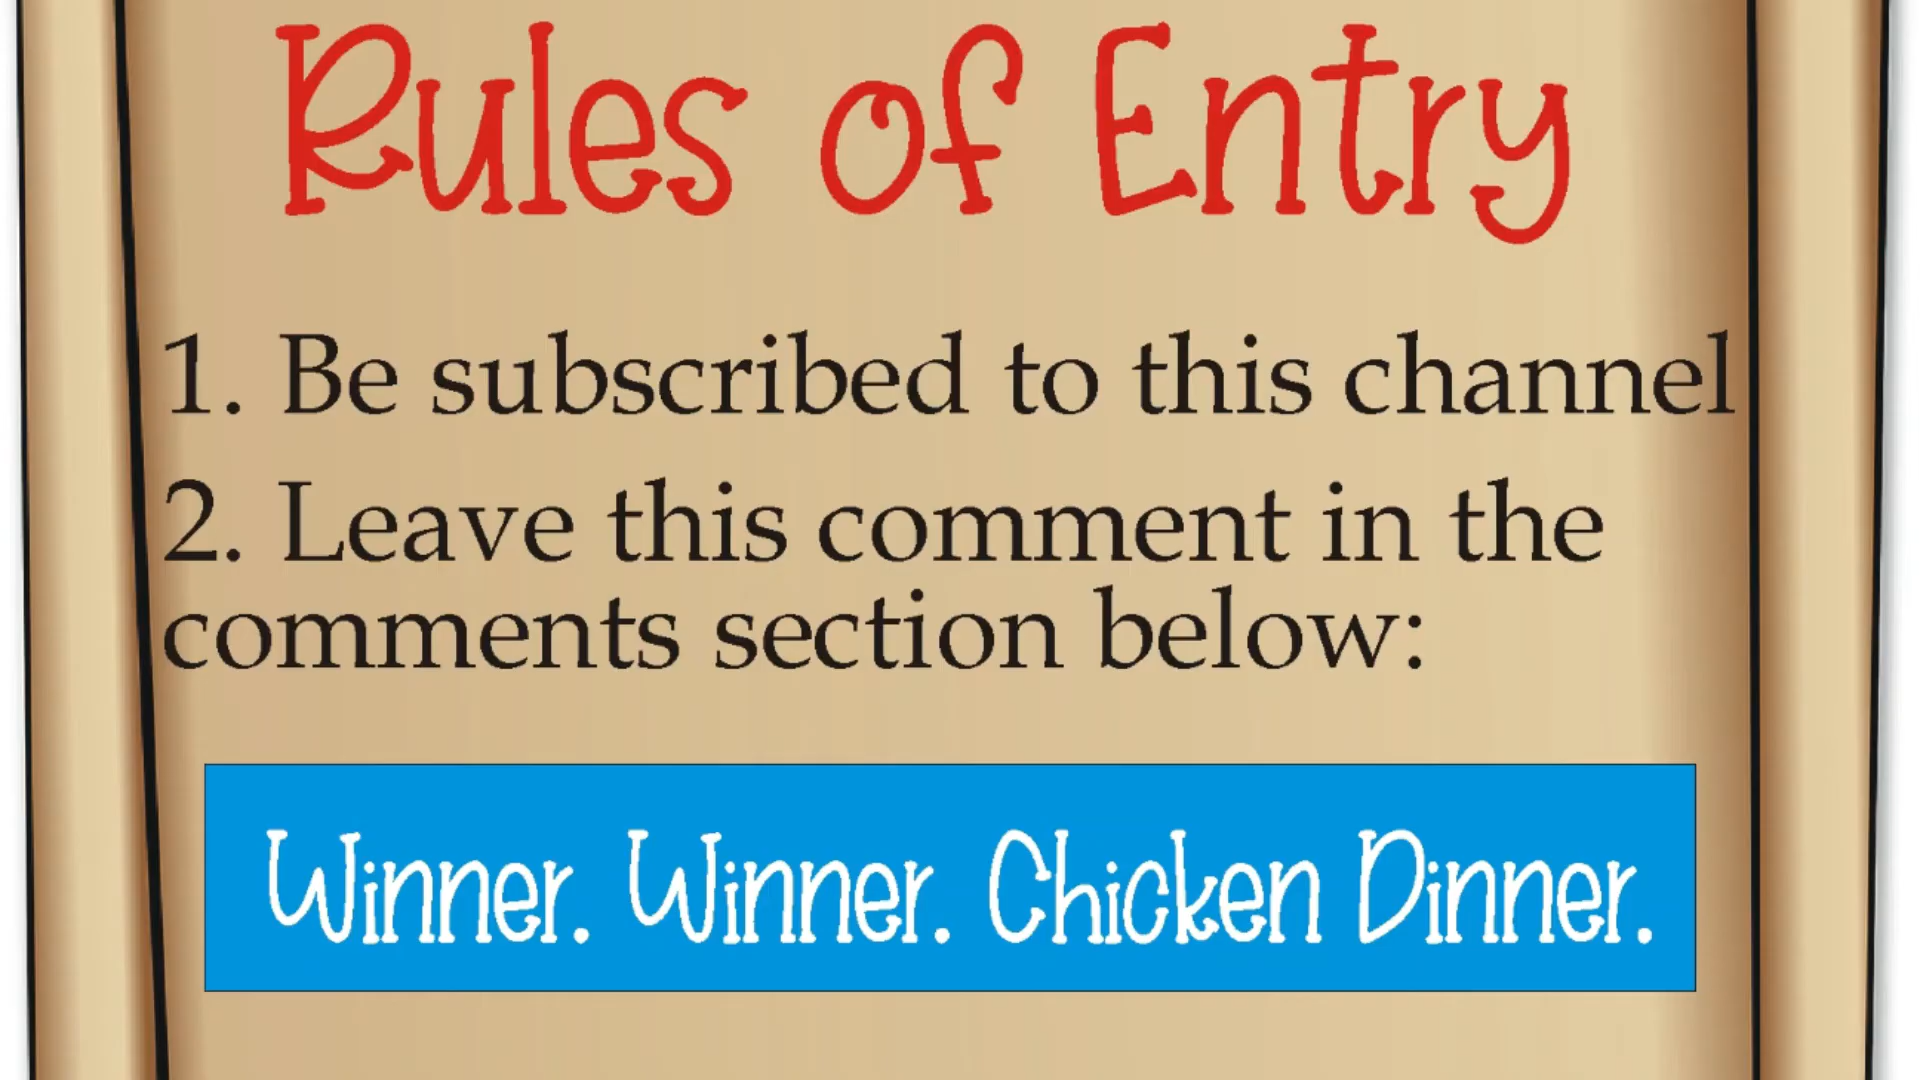 Rules of Entry
1. Be subscribed to this channel
2. Leave this comment in the
comments section below:
Winner. Winner. Chicken Dinner.